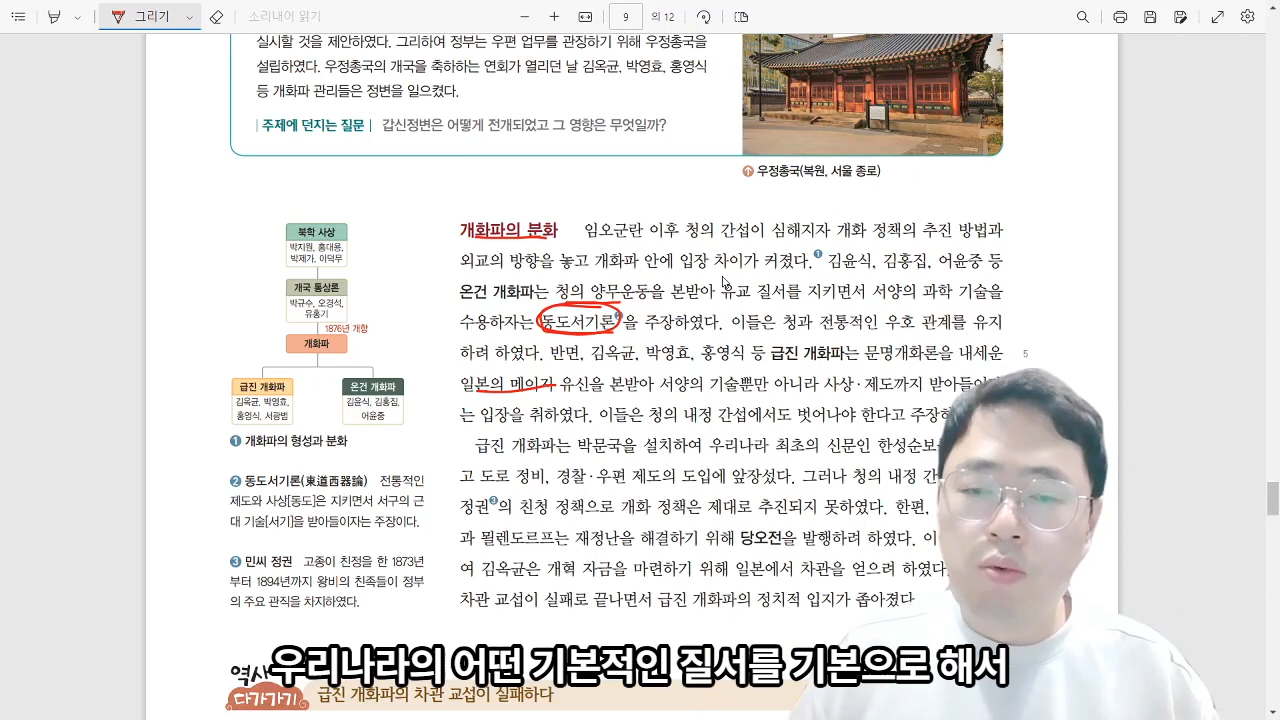 그리기
소리내어 읽기
9
의 12
실시할 것을 제안하였다. 그리하여 정부는 우편 업무를 관장하기 위해 우정총국을
설립하였다. 우정총국의 개국을 축하하는 연회가 열리던 날 김옥균, 박영효, 홍영식
등 개화파 관리들은 정변을 일으켰다.
주제에 던지는 질문 | 갑신정변은 어떻게 전개되었고 그 영향은 무엇일까?
우정총국(복원, 서울 종로)
북학 사상
박지원, 홍대용,
박제가, 이덕무
개국 통상론
박규수, 오경석,
유홍기
1876년 개항
개화파
급진 개화파
김옥균, 박영효,
홍영식, 서광범
온건 개화파
김윤식, 김홍집,
어윤중
1 개화파의 형성과 분화
2 동도서기론(東道西器論) 전통적인
제도와 사상[동도]은 지키면서 서구의 근
대 기술[서기]을 받아들이자는 주장이다.
3 민씨 정권 고종이 친정을 한 1873년
부터 1894년까지 왕비의 친족들이 정부
의 주요 관직을 차지하였다.
개화파의 분화 임오군란 이후 청의 간섭이 심해지자 개화 정책의 추진 방법과
외교의 방향을 놓고 개화파 안에 입장 차이가 커졌다.1 김윤식, 김홍집, 어윤중 등
온건 개화파는 청의 양무운동을 본받아 유교 질서를 지키면서 서양의 과학 기술을
수용하자는 동도서기론2을 주장하였다. 이들은 청과 전통적인 우호 관계를 유지
하려 하였다. 반면, 김옥균, 박영효, 홍영식 등 급진 개화파는 문명개화론을 내세운
5
일본의 메이지 유신을 본받아 서양의 기술뿐만 아니라 사상·제도까지
는 입장을 취하였다. 이들은 청의 내정 간섭에서도 벗어나야 한다고
급진 개화파는 박문국을 설치하여 우리나라 최초의 신문인
고 도로 정비, 경찰·우편 제도의 도입에 앞장섰다. 그러나 청의 내정
정권3의 친청 정책으로 개화 정책은 제대로 추진되지 못하였다. 한편,
과 묄렌도르프는 재정난을 해결하기 위해 당오전을 발행하려 하였다.
여 김옥균은 개혁 자금을 마련하기 위해 일본에서 차관을 얻으려 하였다.
차관 교섭이 실패로 끝나면서 급진 개화파의 정치적 입지가 좁아졌다
우리나라의 어떤 기본적인 질서를 기본으로 해서
다가가기
급진 개화파의 차관 교섭이 실패하다